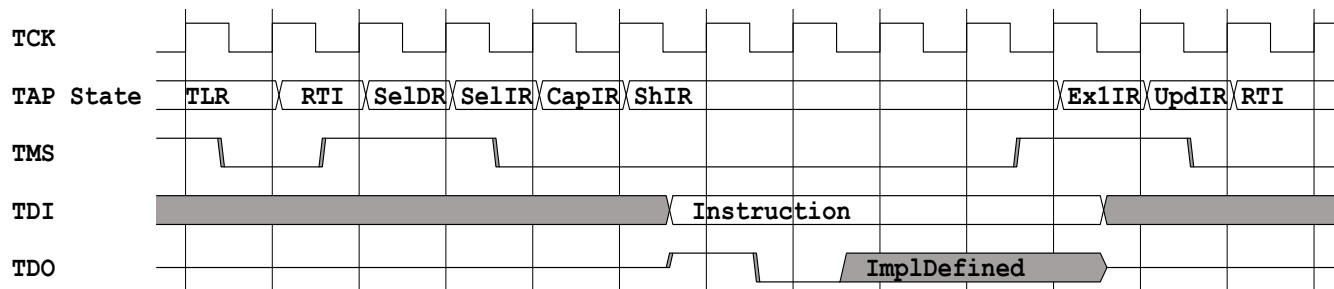 TCK
TAP State TLR RTI SelDR SelIR CapIR ShIR Ex1IR UpdIR RTI
TMS
TDI Instruction
TDO ImplDefined